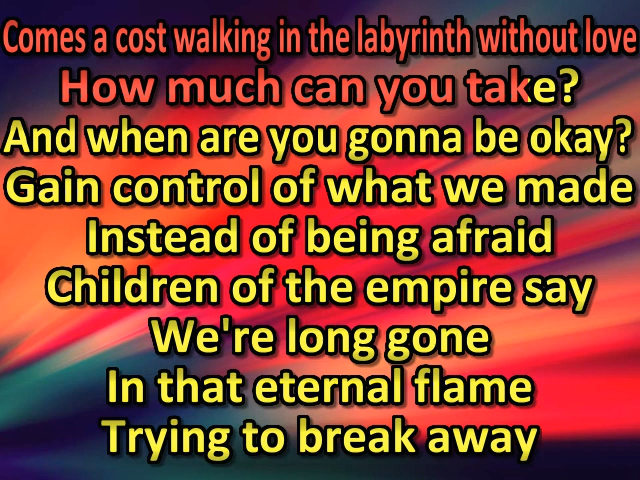 Comes a cost walking in the labyrinth without love
How much can you take?
And when are you gonna be okay?
Gain control of what we made
Instead of being afraid
Children of the empire say
We're long gone
In that eternal flame
Trying to break away